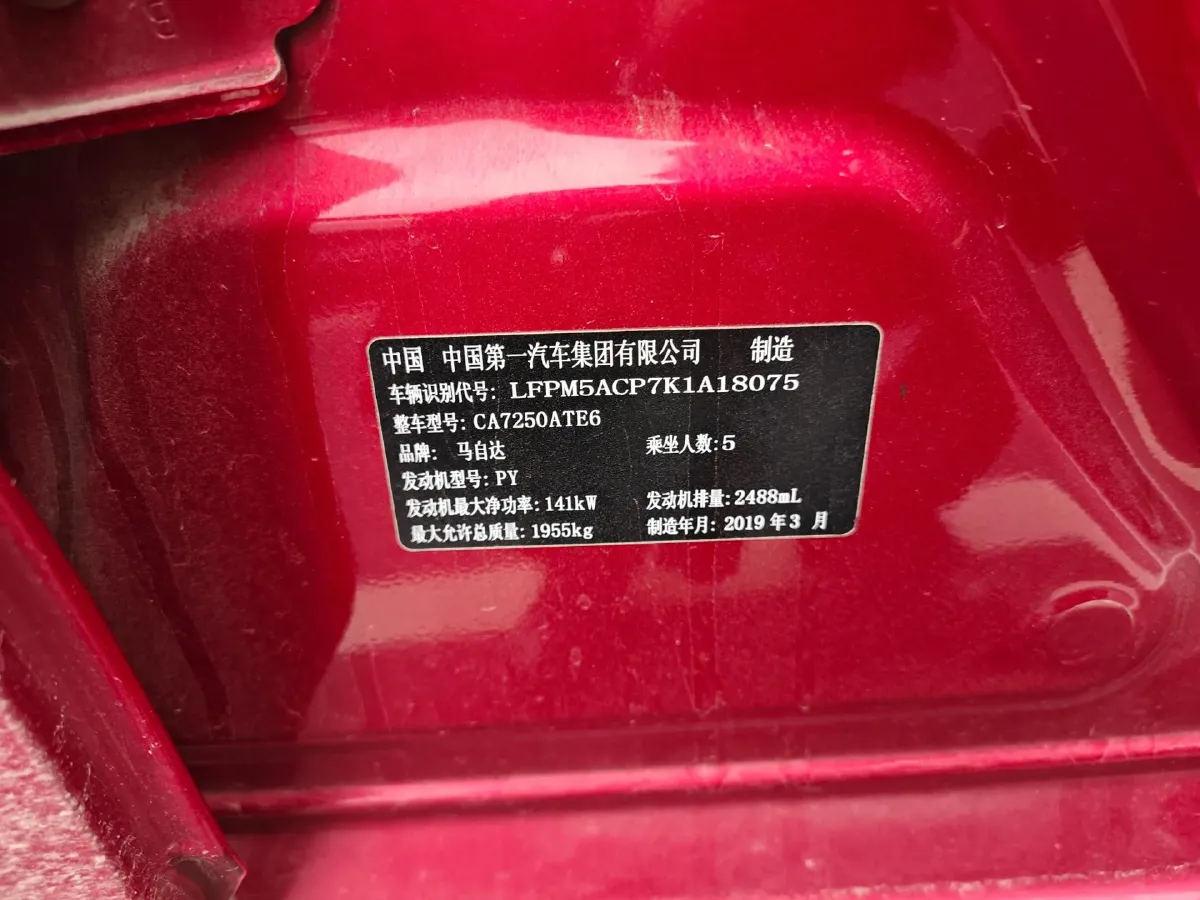 中国 中国第一汽车集团有限公司 制造
车辆识别代号: LFPM5ACP7K1A18075
整车型号: CA7250ATE6
品牌: 马自达 乘坐人数: 5
发动机型号: PY
发动机最大净功率: 141kW 发动机排量: 2488mL
最大允许总质量: 1955kg 制造年月: 2019 年 3 月